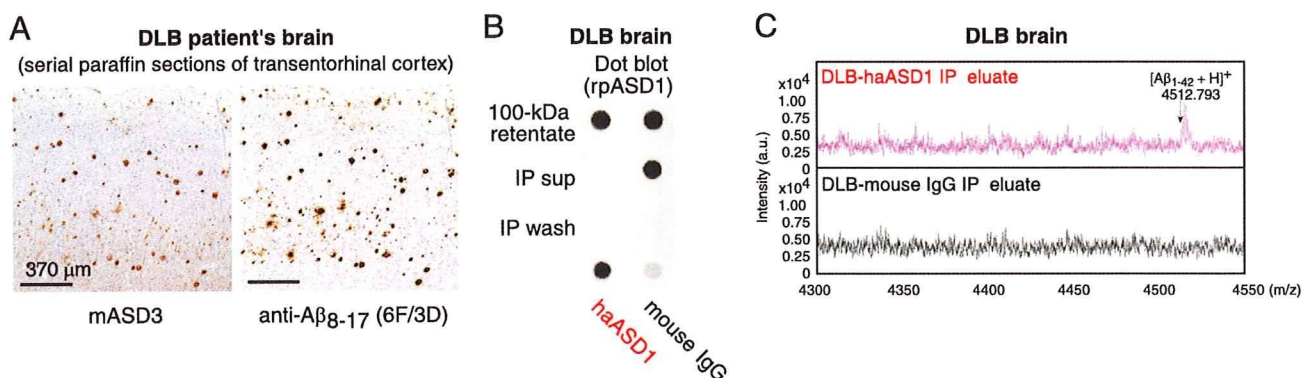 A
DLB patient's brain
(serial paraffin sections of transentorhinal cortex)
370 μm
mASD3
anti-Aβ8-17 (6F/3D)
B
DLB brain
Dot blot
(rpASD1)
100-kDa
retentate
IP sup
IP wash
haASD1
mouse IgG
C
DLB brain
DLB-haASD1 IP eluate
[Aβ1-42 + H]+
4512.793
x10⁴
1.00
0.75
0.50
0.25
0
DLB-mouse IgG IP eluate
x10⁴
1.00
0.75
0.50
0.25
0
Intensity (a.u.)
4300 4350 4400 4450 4500 4550 (m/z)